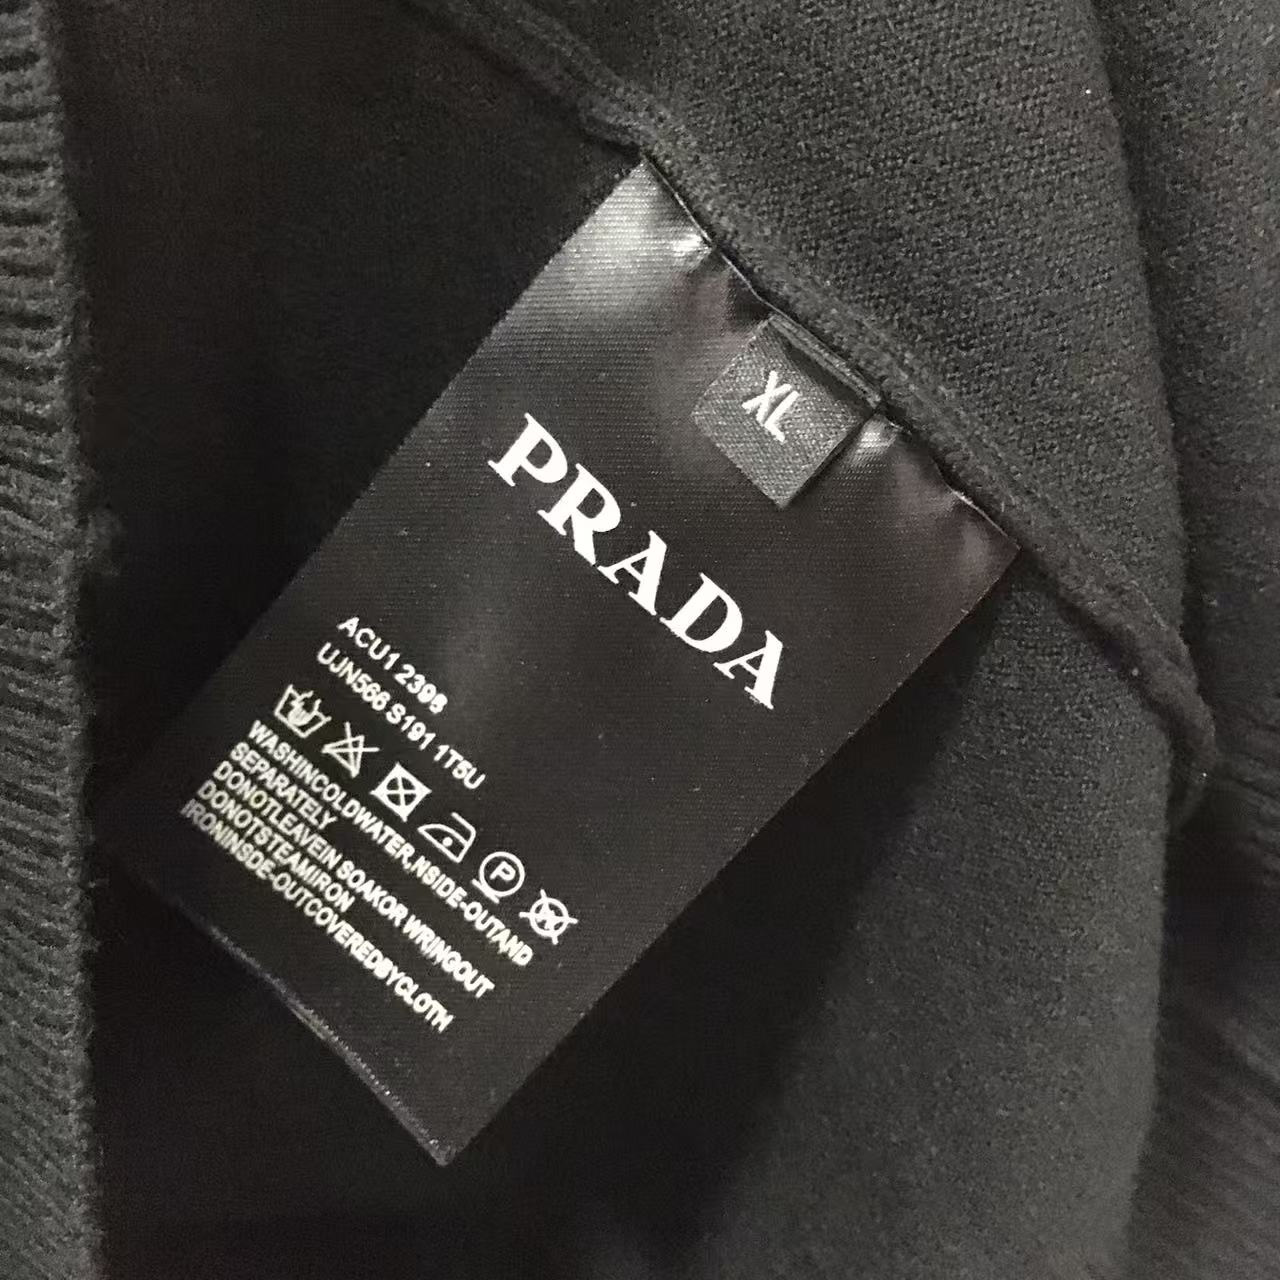 XL
PRADA
ACU1 2398
UJN566 S191 1T5U
P
WASHINCOLDWATER,NSIDE-OUTAND
SEPARATELY
DONOTLEAVEIN SOAKOR WRINGOUT
DONOTSTEAMIRON
IRONINSDE-OUTCOVEREDBYCLOTH